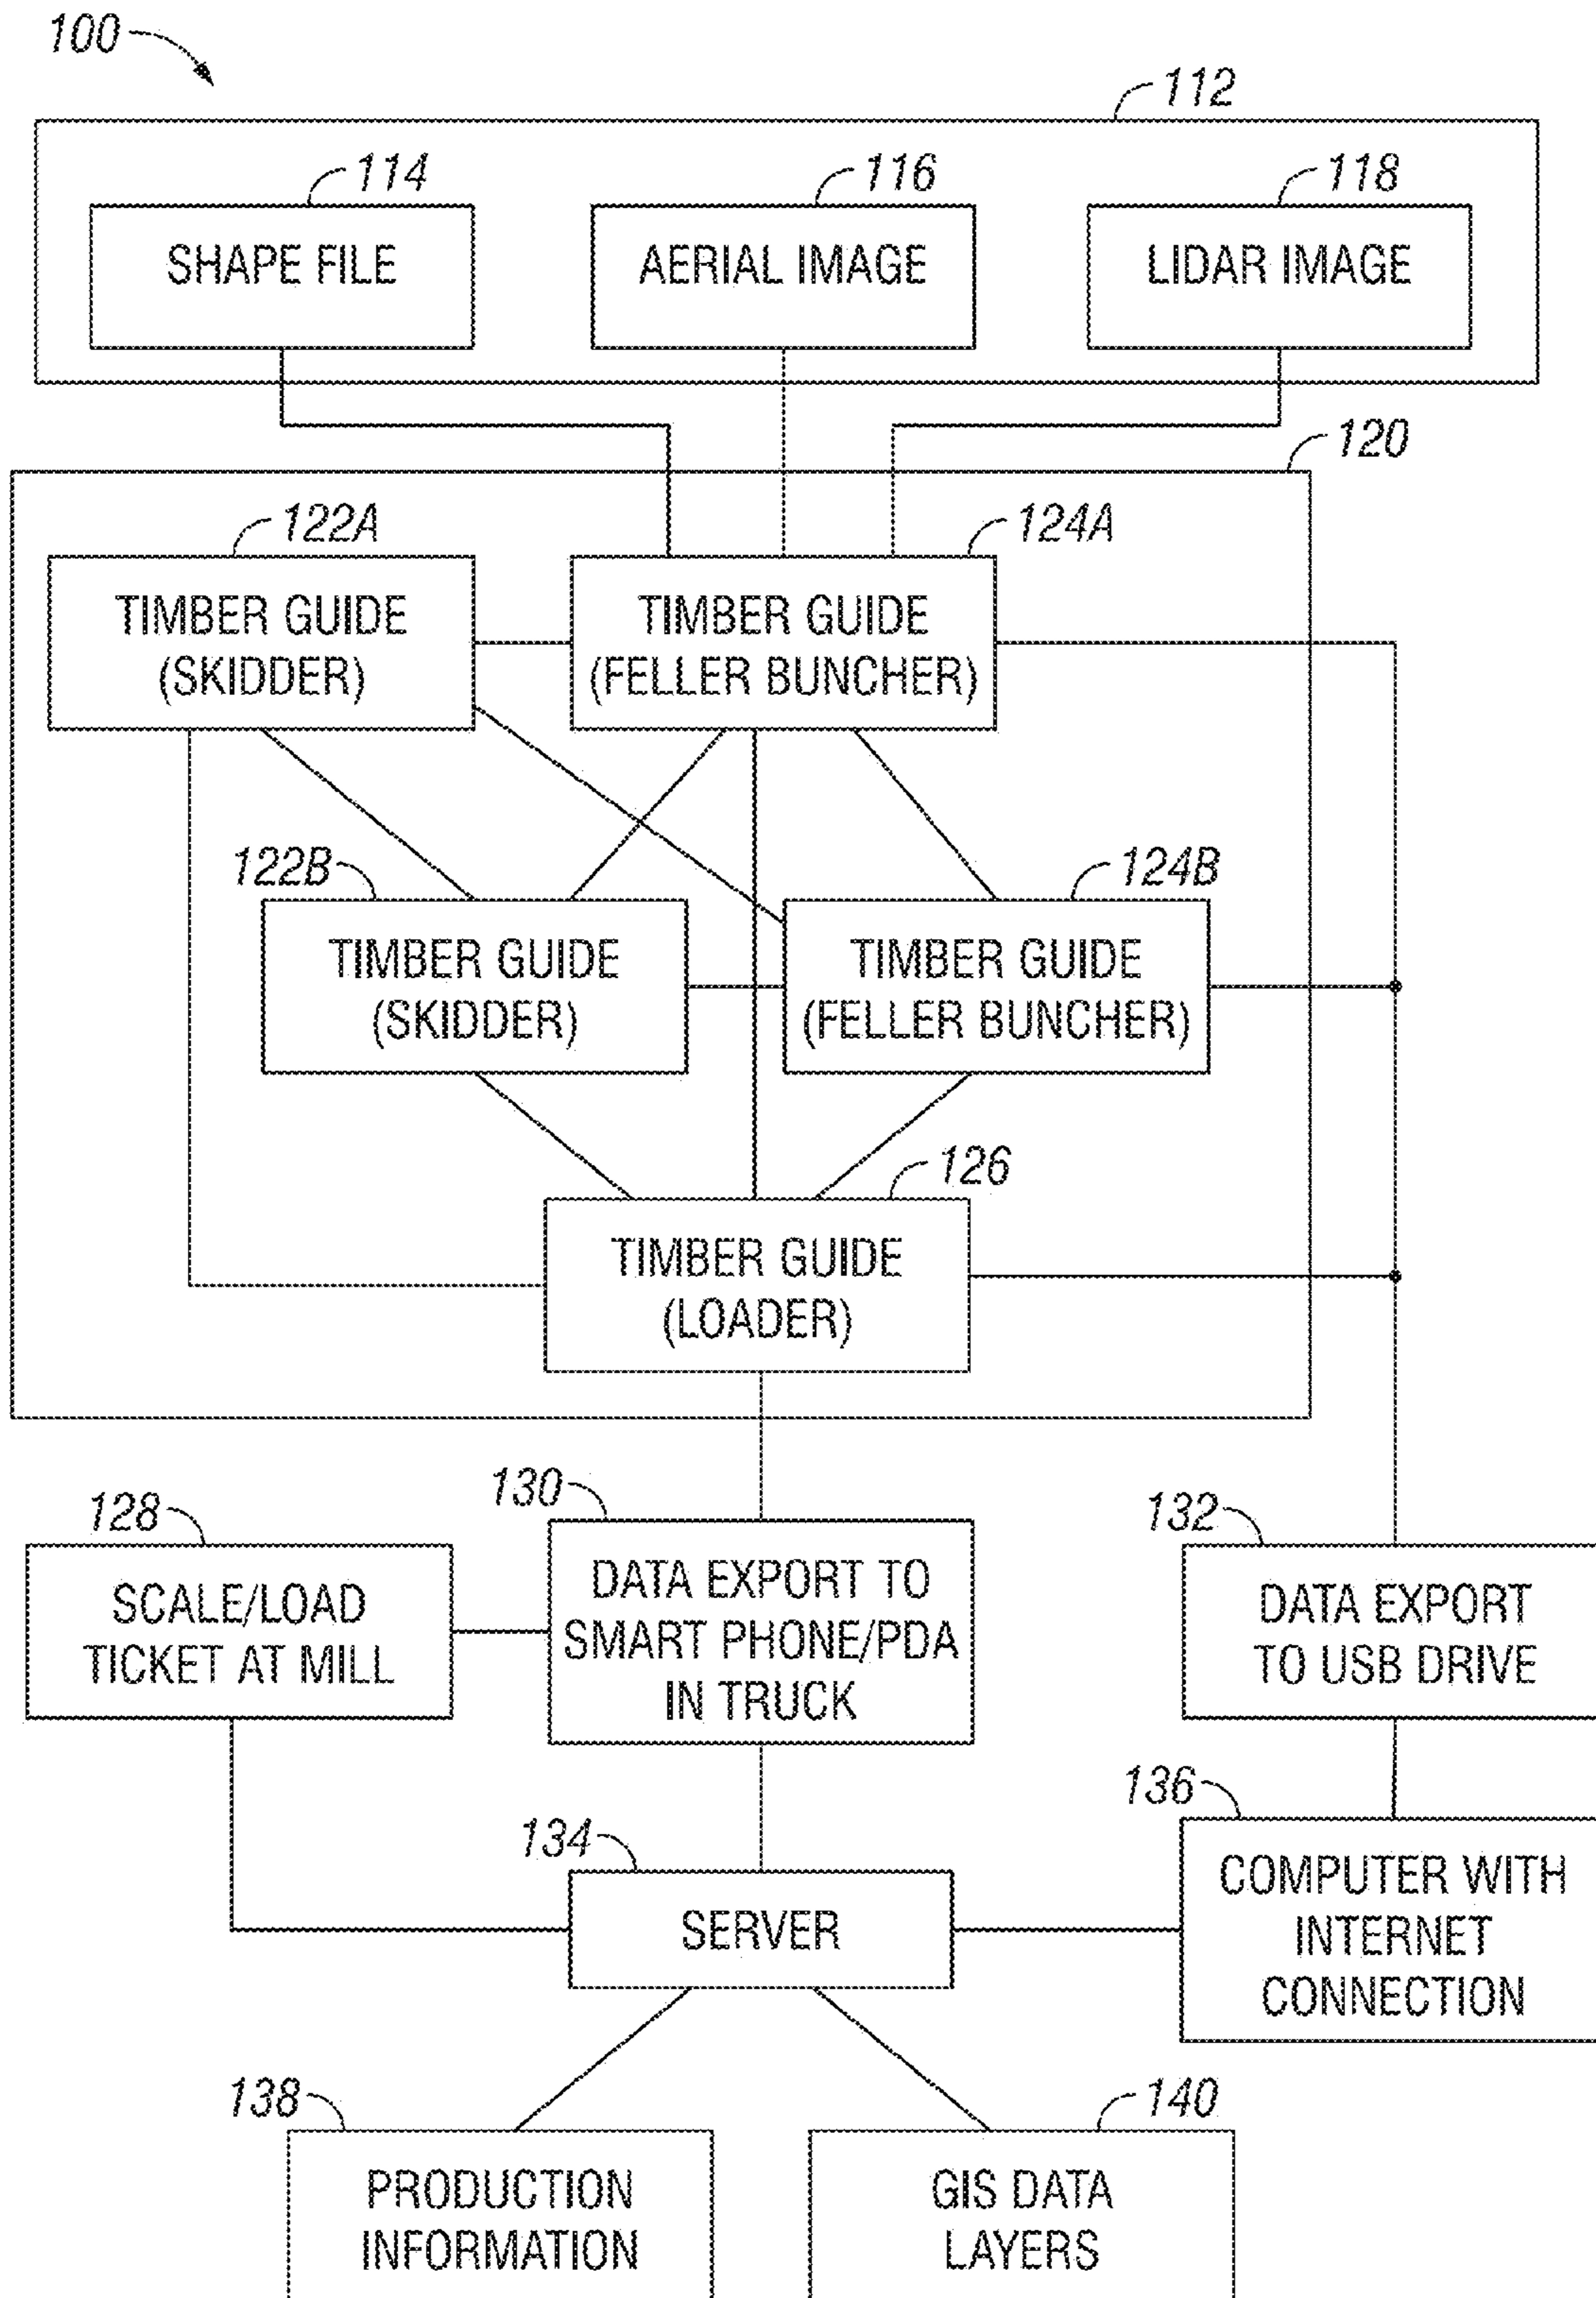 100
112
114
116
118
SHAPE FILE
AERIAL IMAGE
LIDAR IMAGE
120
122A
124A
TIMBER GUIDE
(SKIDDER)
TIMBER GUIDE
(FELLER BUNCHER)
122B
124B
TIMBER GUIDE
(SKIDDER)
TIMBER GUIDE
(FELLER BUNCHER)
126
TIMBER GUIDE
(LOADER)
128
130
132
SCALE/LOAD
TICKET AT MILL
DATA EXPORT TO
SMART PHONE/PDA
IN TRUCK
DATA EXPORT
TO USB DRIVE
134
136
SERVER
COMPUTER WITH
INTERNET
CONNECTION
138
140
PRODUCTION
INFORMATION
GIS DATA
LAYERS